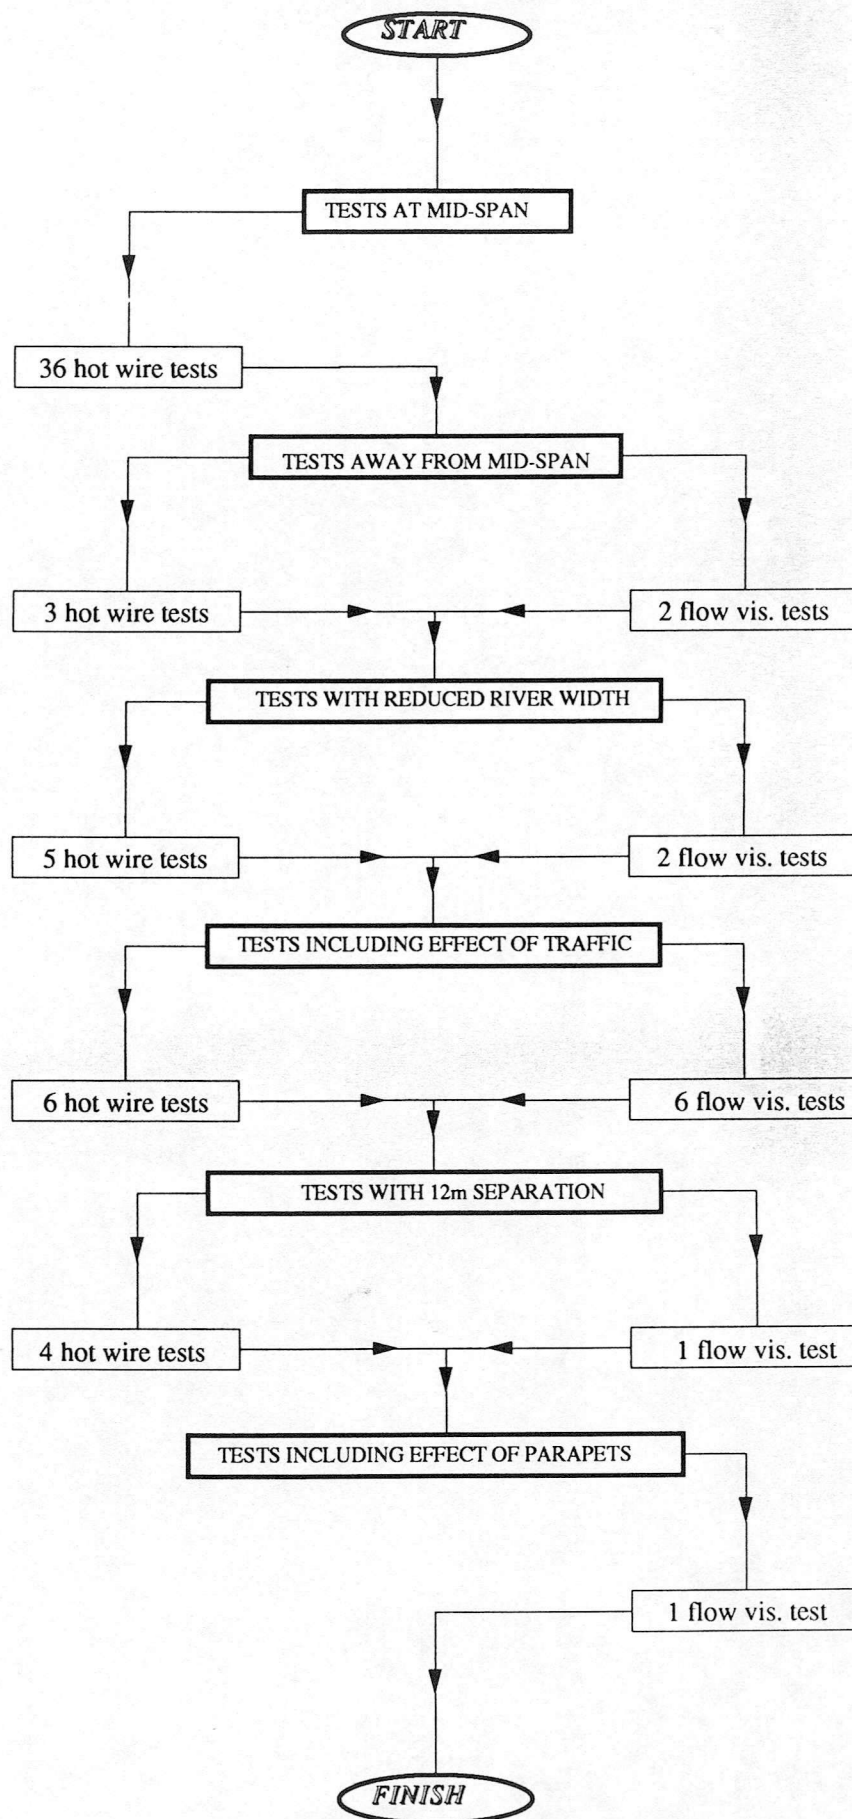 START
TESTS AT MID-SPAN
36 hot wire tests
TESTS AWAY FROM MID-SPAN
3 hot wire tests
2 flow vis. tests
TESTS WITH REDUCED RIVER WIDTH
5 hot wire tests
2 flow vis. tests
TESTS INCLUDING EFFECT OF TRAFFIC
6 hot wire tests
6 flow vis. tests
TESTS WITH 12m SEPARATION
4 hot wire tests
1 flow vis. test
TESTS INCLUDING EFFECT OF PARAPETS
1 flow vis. test
FINISH